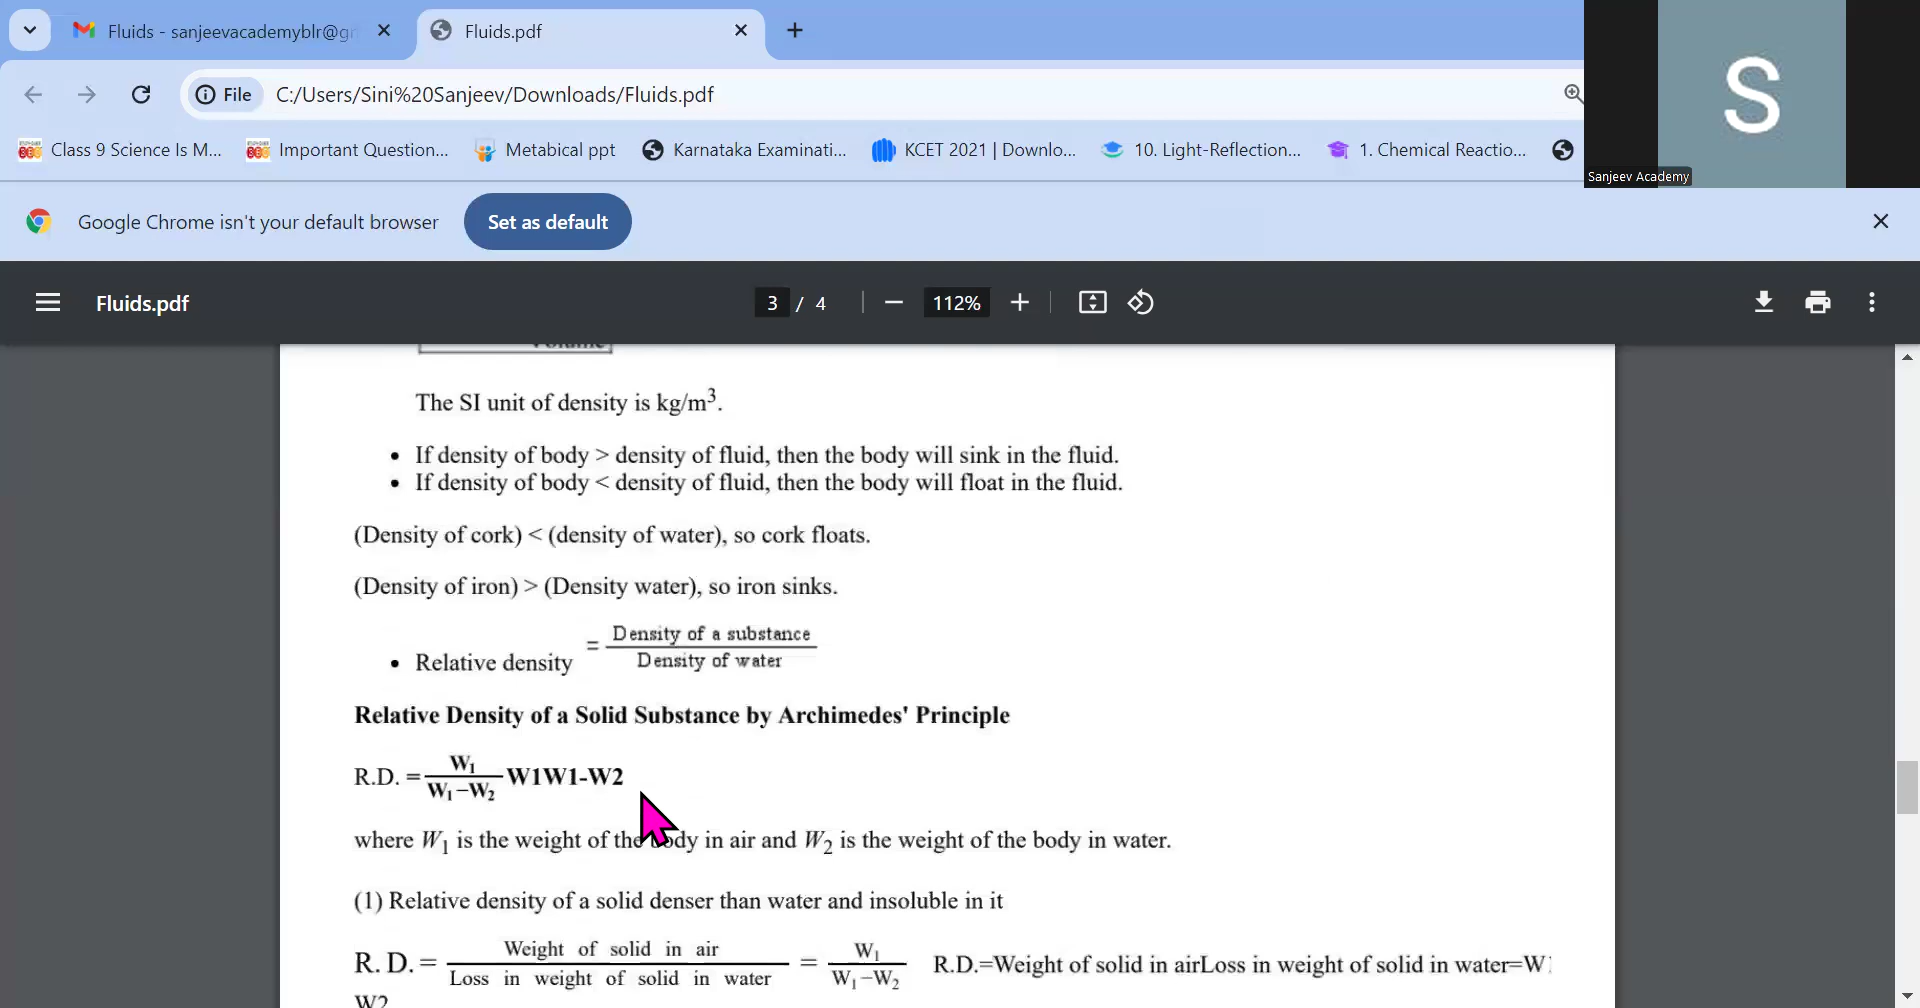 Fluids - sanjeevacademyblr@gr
Fluids.pdf
File
C:/Users/Sini%20Sanjeev/Downloads/Fluids.pdf
Class 9 Science Is M...
Important Question...
Metabical ppt
Karnataka Examinati...
KCET 2021 | Downlo...
10. Light-Reflection...
1. Chemical Reactio...
S
Sanjeev Academy
Google Chrome isn't your default browser
Set as default
Fluids.pdf
3 / 4
112%
The SI unit of density is kg/m³.
• If density of body > density of fluid, then the body will sink in the fluid.
• If density of body < density of fluid, then the body will float in the fluid.
(Density of cork) < (density of water), so cork floats.
(Density of iron) > (Density water), so iron sinks.
• Relative density = Density of a substance / Density of water
Relative Density of a Solid Substance by Archimedes' Principle
R.D. = W₁ / W₁–W₂ W1W1-W2
where W₁ is the weight of the body in air and W₂ is the weight of the body in water.
(1) Relative density of a solid denser than water and insoluble in it
R. D. = Weight of solid in air / Loss in weight of solid in water = W₁ / W₁–W₂ R.D.=Weight of solid in airLoss in weight of solid in water=W
W2